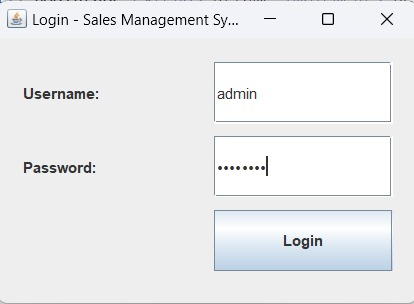 Login - Sales Management Sy...
Username:
admin
Password:
••••••••
Login